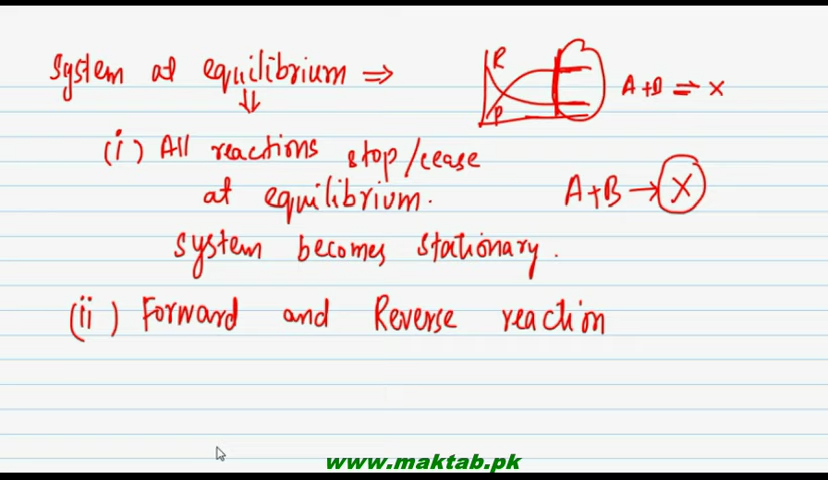 System at equilibrium ⇒
R
P
A+B ⇌ X
(i) All reactions stop/cease
at equilibrium.
A+B → X
System becomes stationary.
(ii) Forward and Reverse reaction
www.maktab.pk